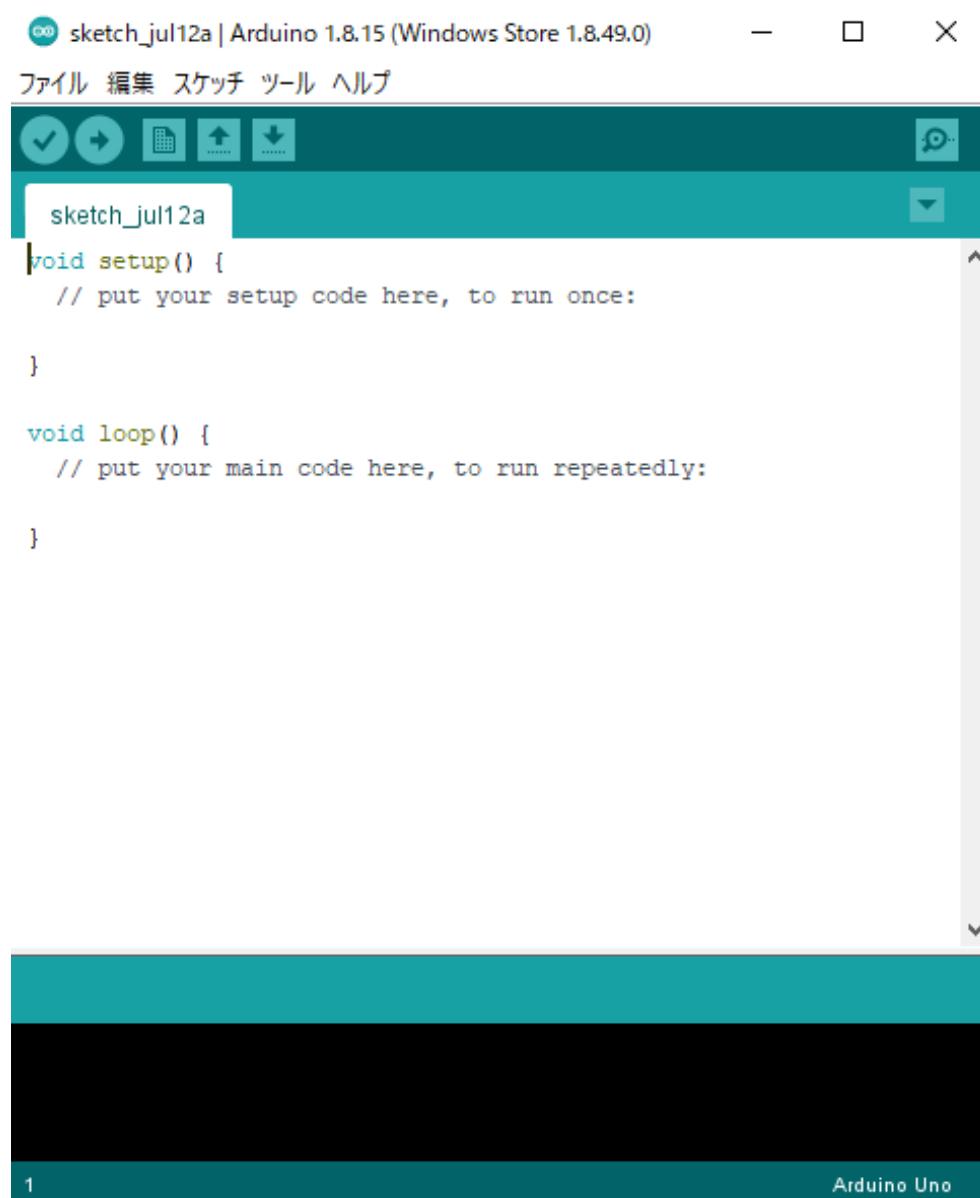 sketch_jul12a | Arduino 1.8.15 (Windows Store 1.8.49.0)
ファイル 編集 スケッチ ツール ヘルプ
sketch_jul12a
void setup() {
  // put your setup code here, to run once:
}
void loop() {
  // put your main code here, to run repeatedly:
}
1 Arduino Uno